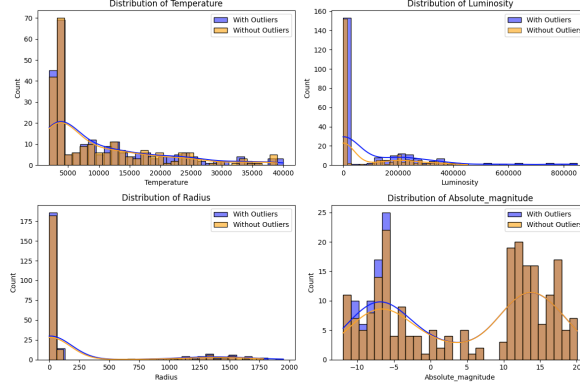 Distribution of Temperature
With Outliers
Without Outliers
Count
70
60
50
40
30
20
10
0
5000 10000 15000 20000 25000 30000 35000 40000
Temperature
Distribution of Luminosity
With Outliers
Without Outliers
Count
160
140
120
100
80
60
40
20
0
0 200000 400000 600000 800000
Luminosity
Distribution of Radius
With Outliers
Without Outliers
Count
175
150
125
100
75
50
25
0
0 250 500 750 1000 1250 1500 1750 2000
Radius
Distribution of Absolute_magnitude
With Outliers
Without Outliers
Count
25
20
15
10
5
0
−10 −5 0 5 10 15 20
Absolute_magnitude